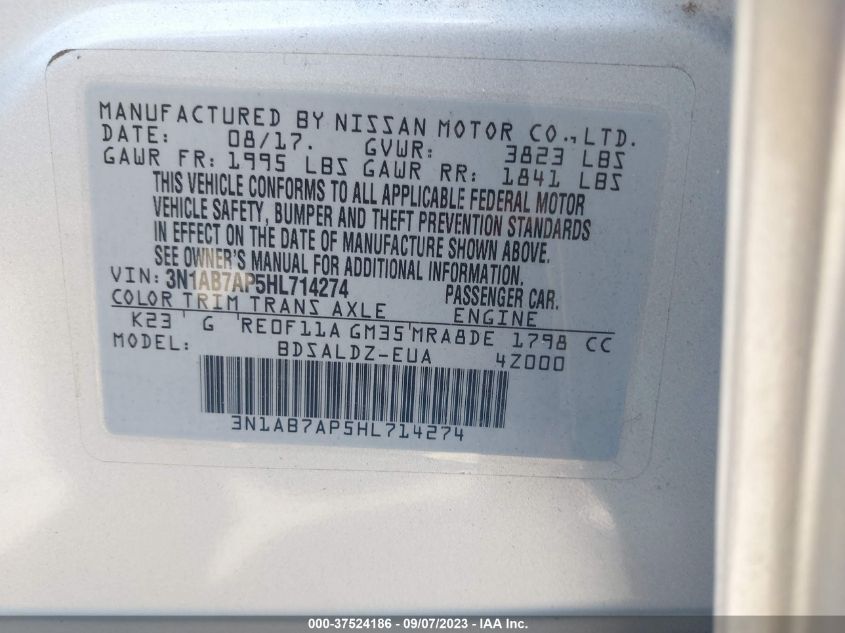 MANUFACTURED BY NISSAN MOTOR CO.,LTD.
DATE: 08/17. GVWR: 3823 LBS
GAWR FR: 1995 LBS GAWR RR: 1841 LBS
THIS VEHICLE CONFORMS TO ALL APPLICABLE FEDERAL MOTOR
VEHICLE SAFETY, BUMPER AND THEFT PREVENTION STANDARDS
IN EFFECT ON THE DATE OF MANUFACTURE SHOWN ABOVE.
SEE OWNER'S MANUAL FOR ADDITIONAL INFORMATION.
VIN: 3N1AB7AP5HL714274 PASSENGER CAR.
COLOR TRIM TRANS AXLE ENGINE
K23 G 'RE0F11A GM35'MRA8DE 1798 CC
MODEL: BDSALDZ-EUA 4Z000
3N1AB7AP5HL714274
000-37524186 - 09/07/2023 - IAA Inc.